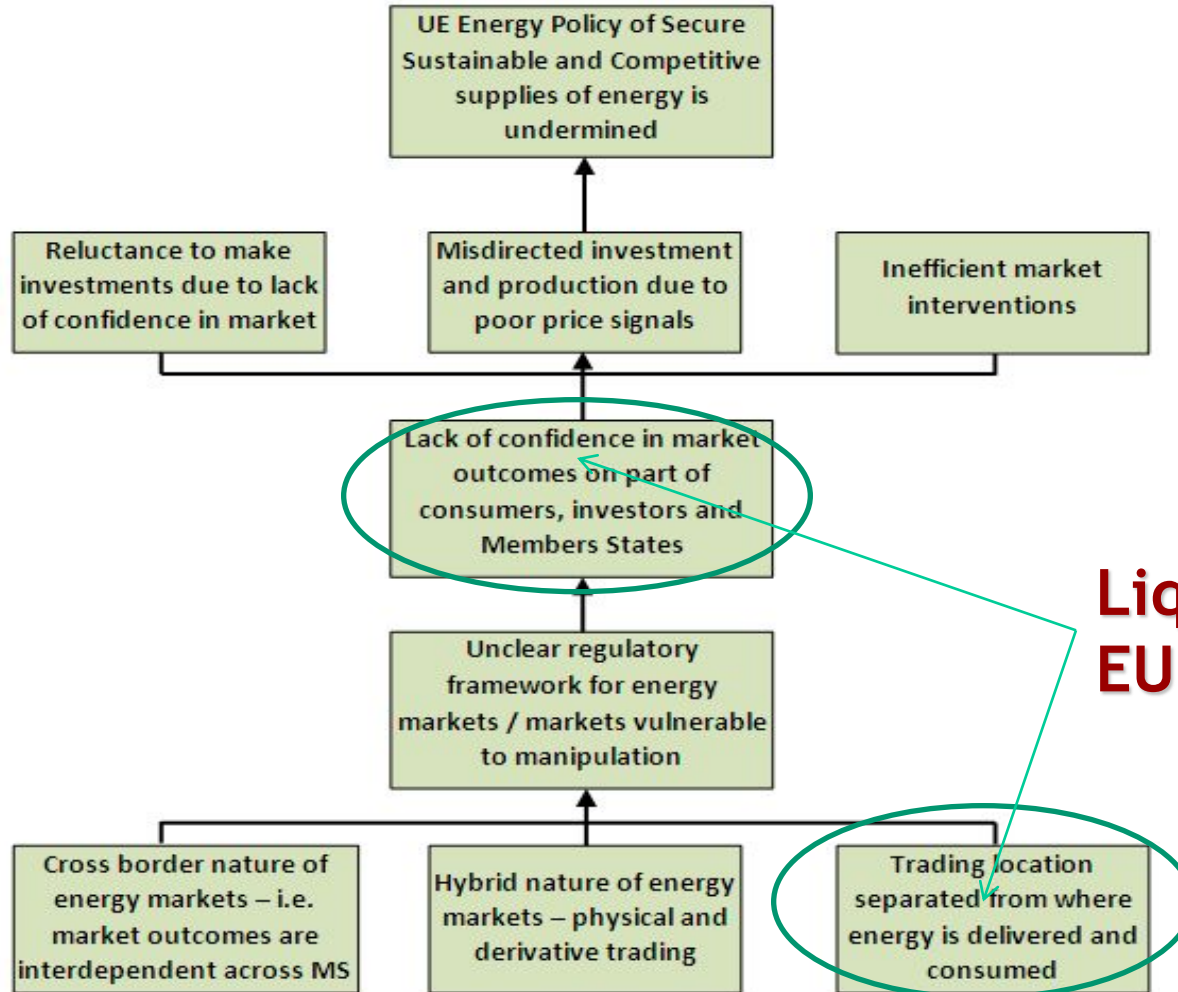 UE Energy Policy of Secure
Sustainable and Competitive
supplies of energy is
undermined
Reluctance to make
investments due to lack
of confidence in market
Misdirected investment
and production due to
poor price signals
Inefficient market
interventions
Lack of confidence in market
outcomes on part of
consumers, investors and
Members States
Liq
EU
Unclear regulatory
framework for energy
markets / markets vulnerable
to manipulation
Cross border nature of
energy markets – i.e.
market outcomes are
interdependent across MS
Hybrid nature of energy
markets – physical and
derivative trading
Trading location
separated from where
energy is delivered and
consumed